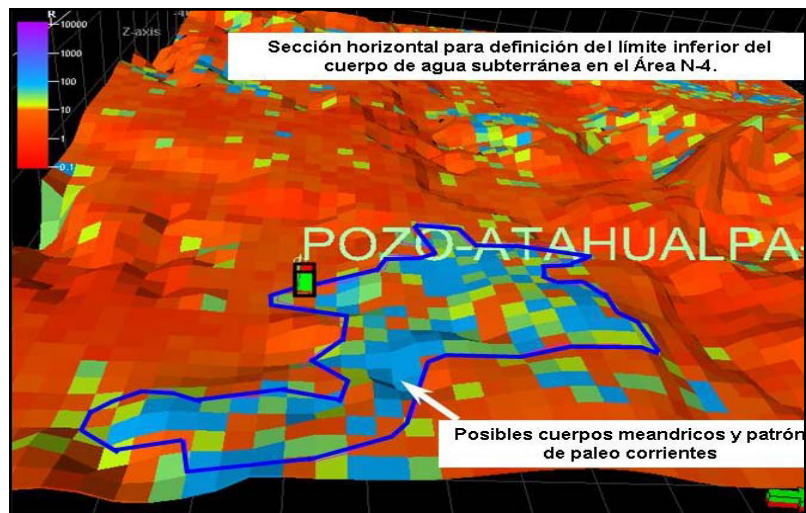 R
10000
Z-axis
1000
100
10
1
0.1
Sección horizontal para definición del límite inferior del
cuerpo de agua subterránea en el Área N-4.
POZO-ATAHUALPA
Posibles cuerpos meandricos y patrón
de paleo corrientes